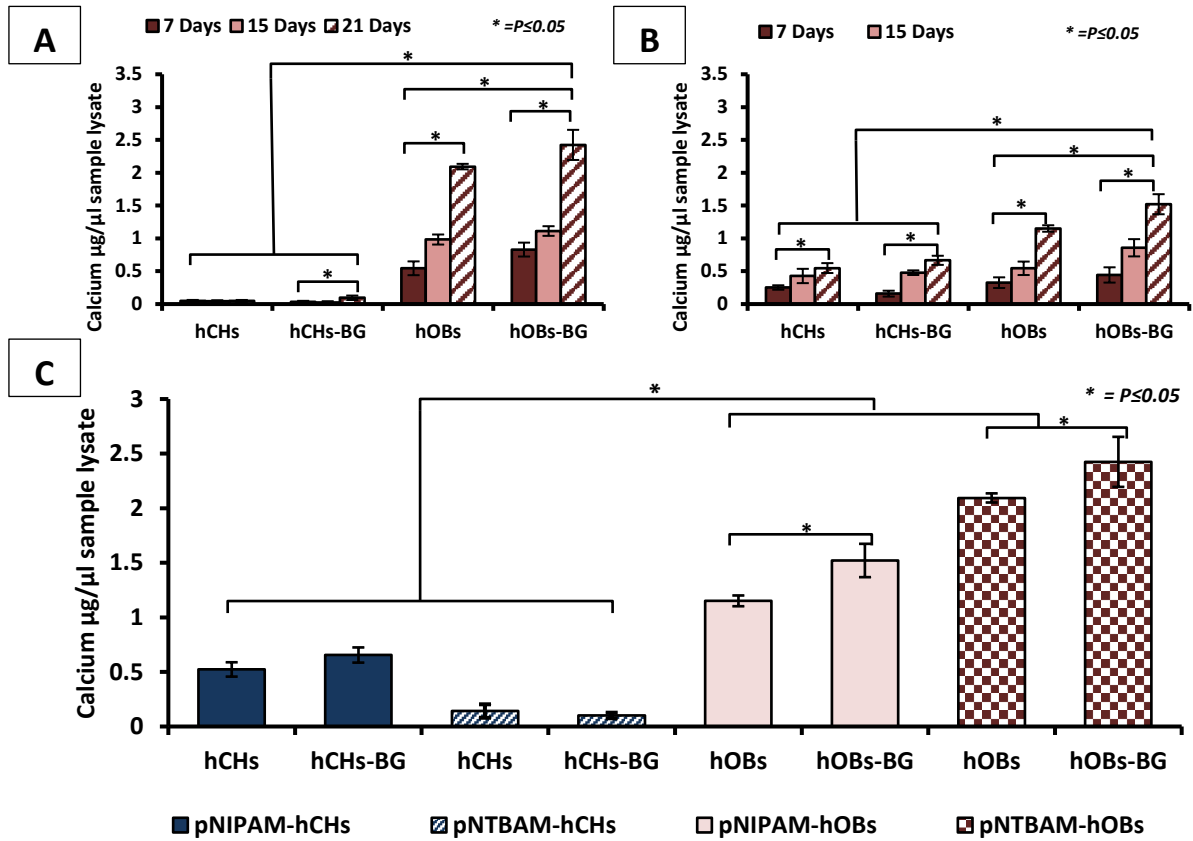 A
7 Days 15 Days 21 Days
* =P≤0.05
Calcium µg/µl sample lysate
3.5
3
2.5
2
1.5
1
0.5
0
*
*
*
*
*
hCHs hCHs-BG hOBs hOBs-BG
B
7 Days 15 Days
* =P≤0.05
Calcium µg/µl sample lysate
3.5
3
2.5
2
1.5
1
0.5
0
*
*
*
*
*
*
hCHs hCHs-BG hOBs hOBs-BG
C
* = P≤0.05
Calcium µg/µl sample lysate
3
2.5
2
1.5
1
0.5
0
*
*
*
hCHs hCHs-BG hCHs hCHs-BG hOBs hOBs-BG hOBs hOBs-BG
pNIPAM-hCHs pNTBAM-hCHs pNIPAM-hOBs pNTBAM-hOBs